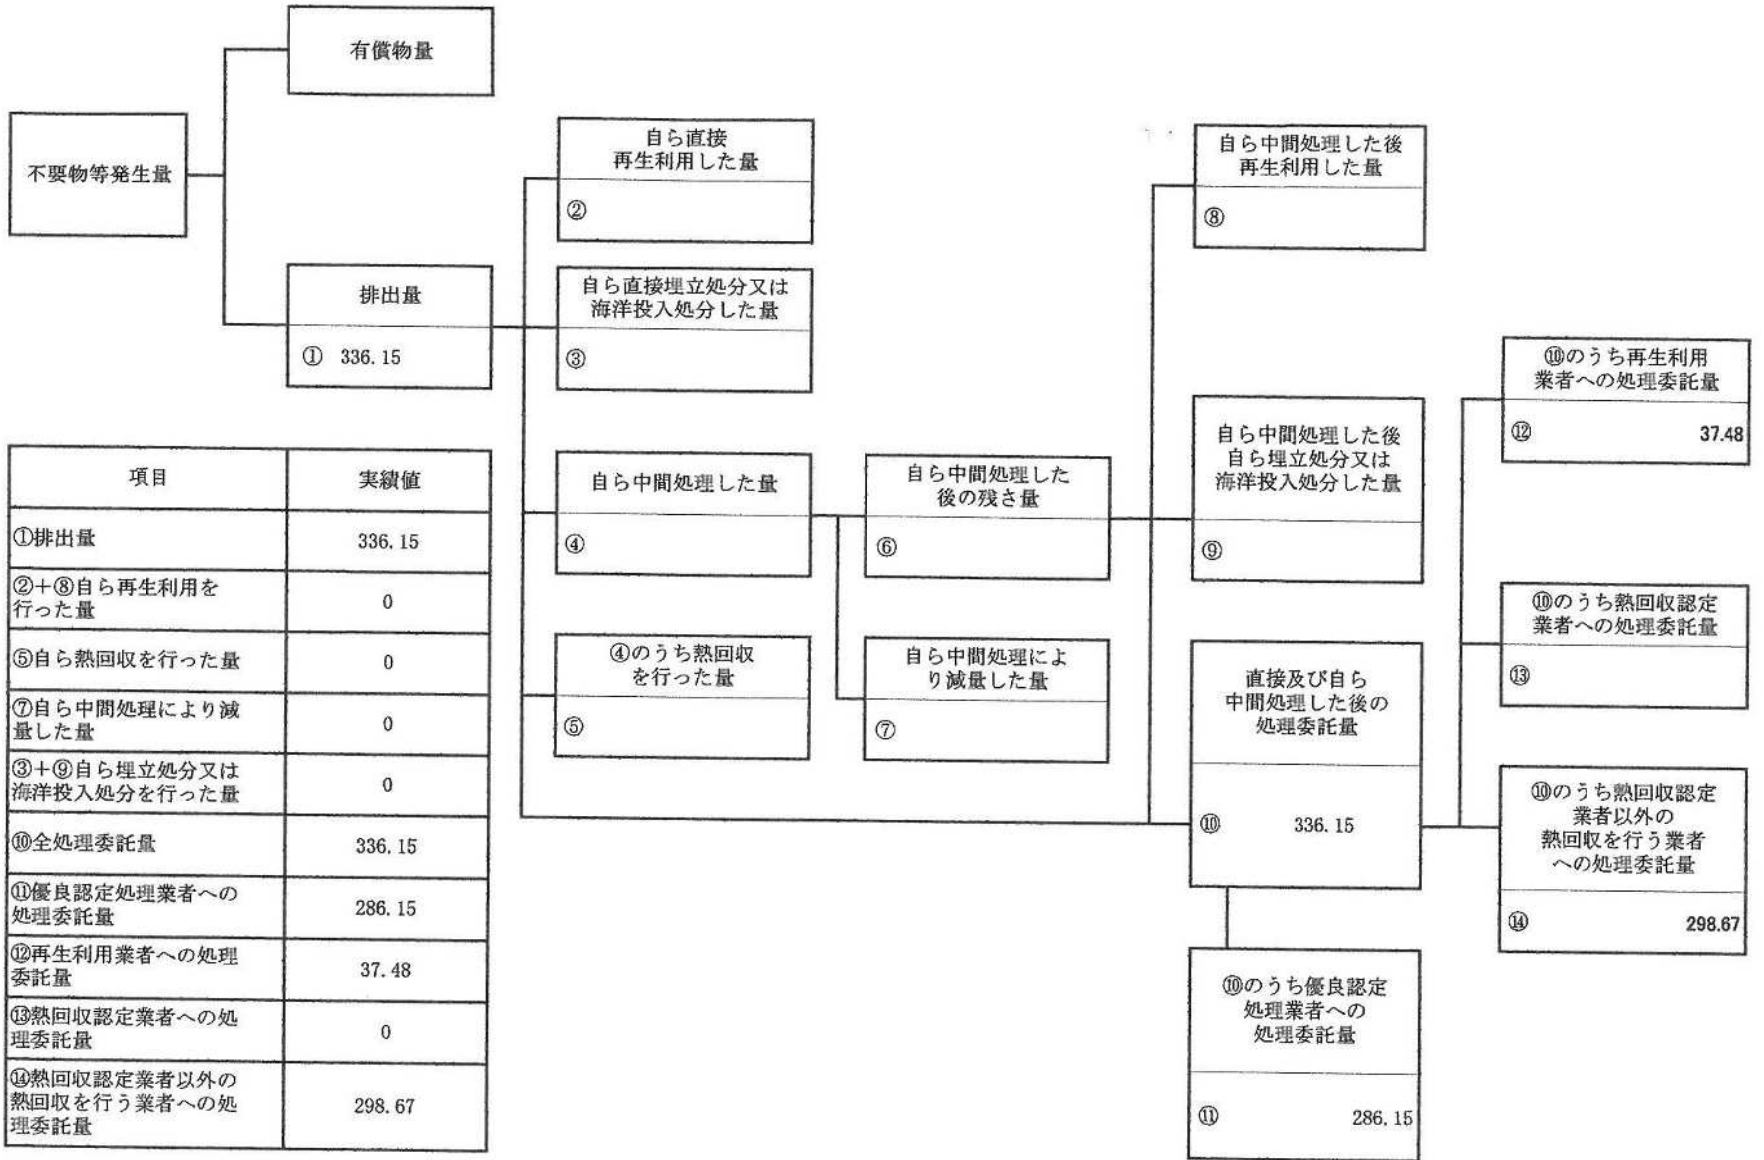 有償物量
不要物等発生量
排出量
① 336.15
自ら直接
再生利用した量
②
自ら直接埋立処分又は
海洋投入処分した量
③
自ら中間処理した量
④
④のうち熱回収
を行った量
⑤
自ら中間処理した
後の残さ量
⑥
自ら中間処理によ
り減量した量
⑦
自ら中間処理した後
再生利用した量
⑧
自ら中間処理した後
自ら埋立処分又は
海洋投入処分した量
⑨
直接及び自ら
中間処理した後の
処理委託量
⑩ 336.15
⑩のうち優良認定
処理業者への
処理委託量
⑪ 286.15
⑩のうち再生利用
業者への処理委託量
⑫ 37.48
⑩のうち熱回収認定
業者への処理委託量
⑬
⑩のうち熱回収認定
業者以外の
熱回収を行う業者
への処理委託量
⑭ 298.67
項目 実績値
①排出量 336.15
②+⑧自ら再生利用を
行った量 0
⑤自ら熱回収を行った量 0
⑦自ら中間処理により減
量した量 0
③+⑨自ら埋立処分又は
海洋投入処分を行った量 0
⑩全処理委託量 336.15
⑪優良認定処理業者への
処理委託量 286.15
⑫再生利用業者への処理
委託量 37.48
⑬熱回収認定業者への処
理委託量 0
⑭熱回収認定業者以外の
熱回収を行う業者への処
理委託量 298.67